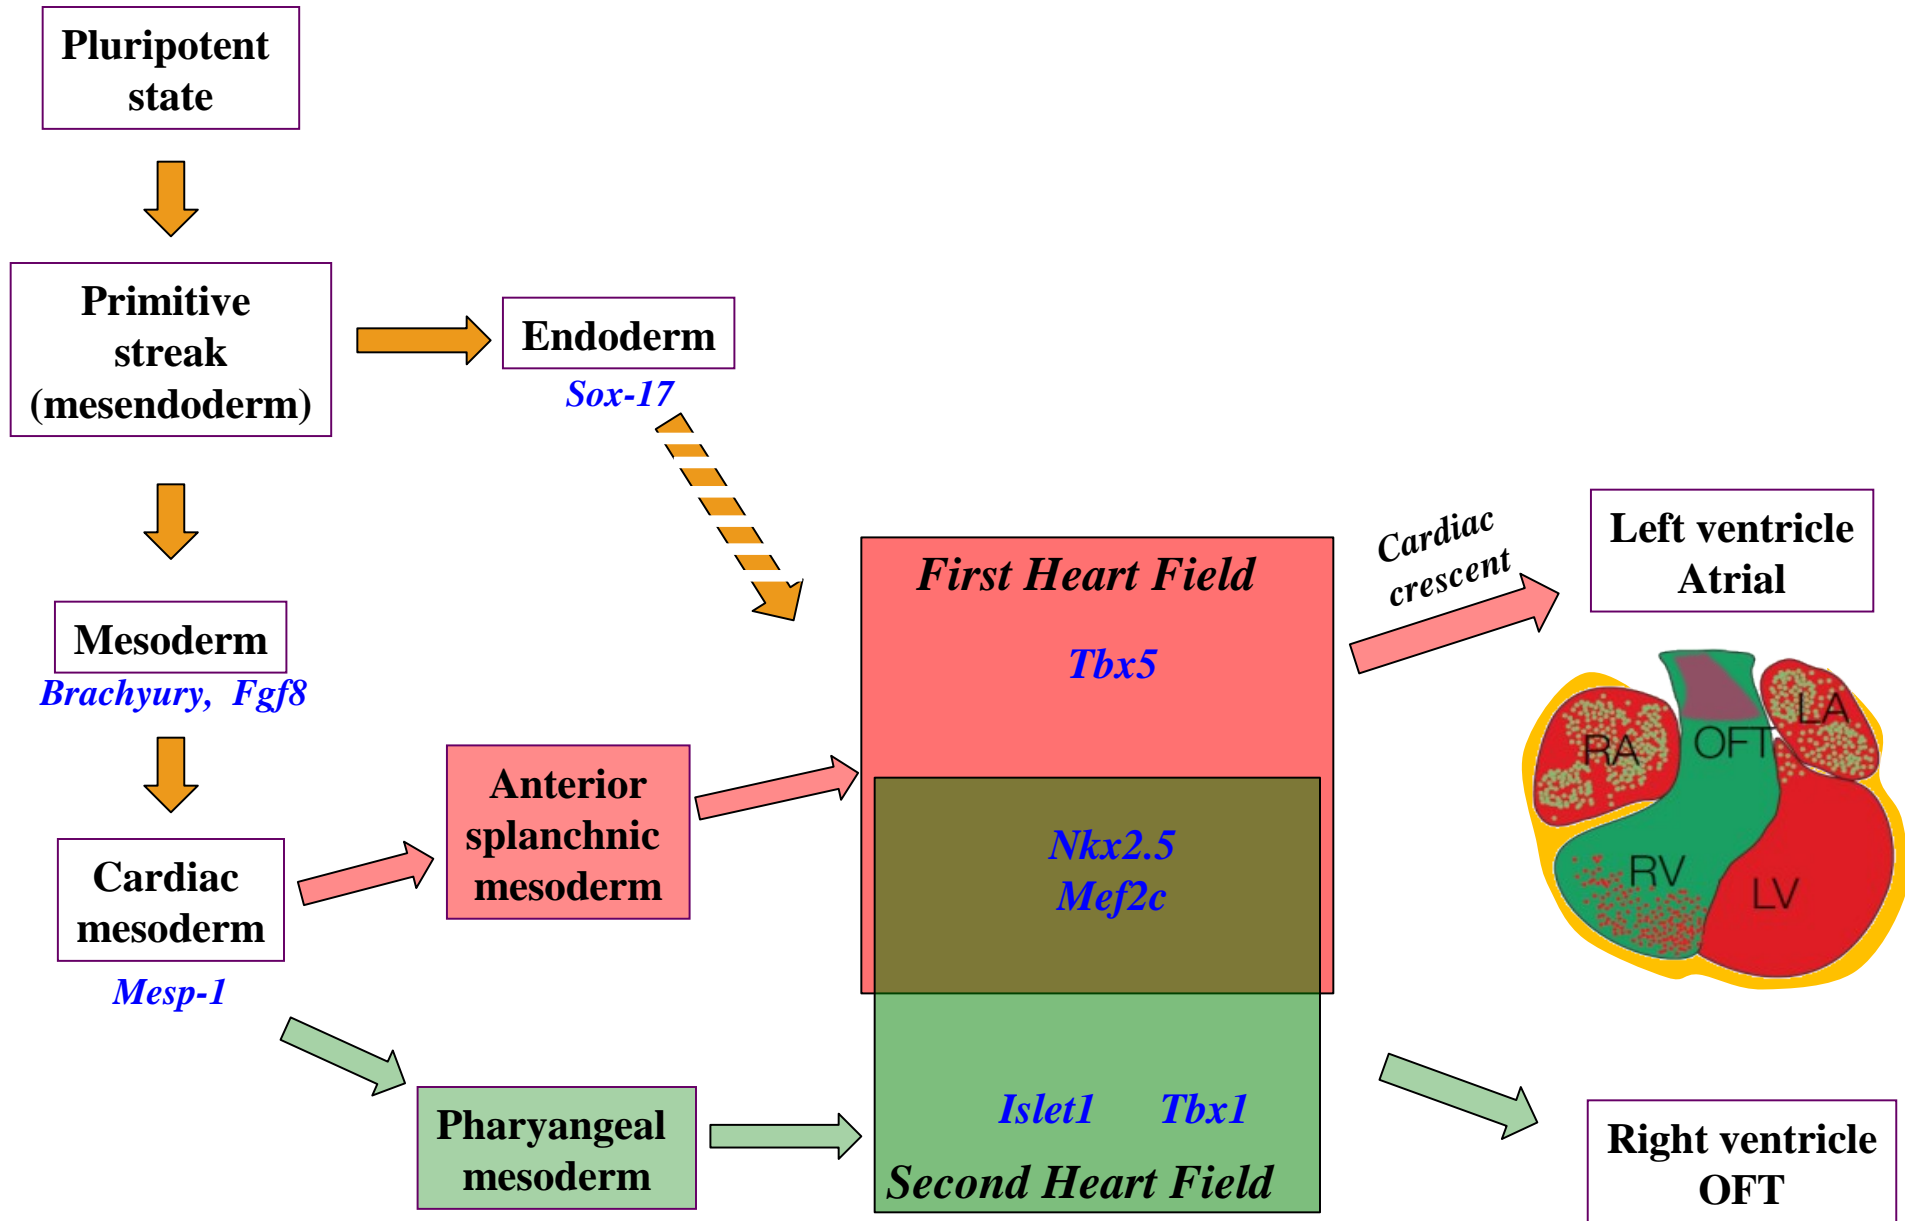 Pluripotent
state
Primitive
streak
(mesendoderm)
Endoderm
Sox-17
Mesoderm
Brachyury, Fgf8
Cardiac
mesoderm
Mesp-1
Anterior
splanchnic
mesoderm
Pharyangeal
mesoderm
First Heart Field
Tbx5
Nkx2.5
Mef2c
Islet1 Tbx1
Second Heart Field
Cardiac
crescent
Left ventricle
Atrial
RA
OFT
LA
RV
LV
Right ventricle
OFT